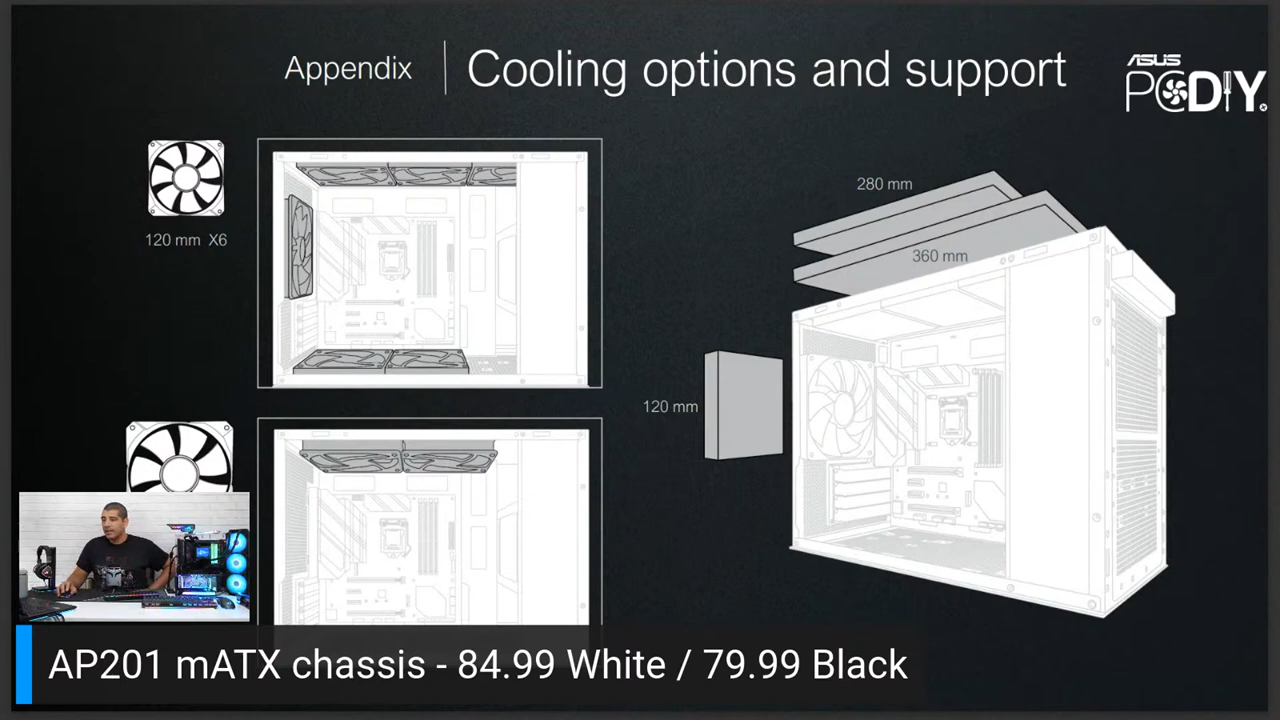 Appendix
Cooling options and support
ASUS
PCDIY.
120 mm X6
280 mm
360 mm
120 mm
AP201 mATX chassis - 84.99 White / 79.99 Black